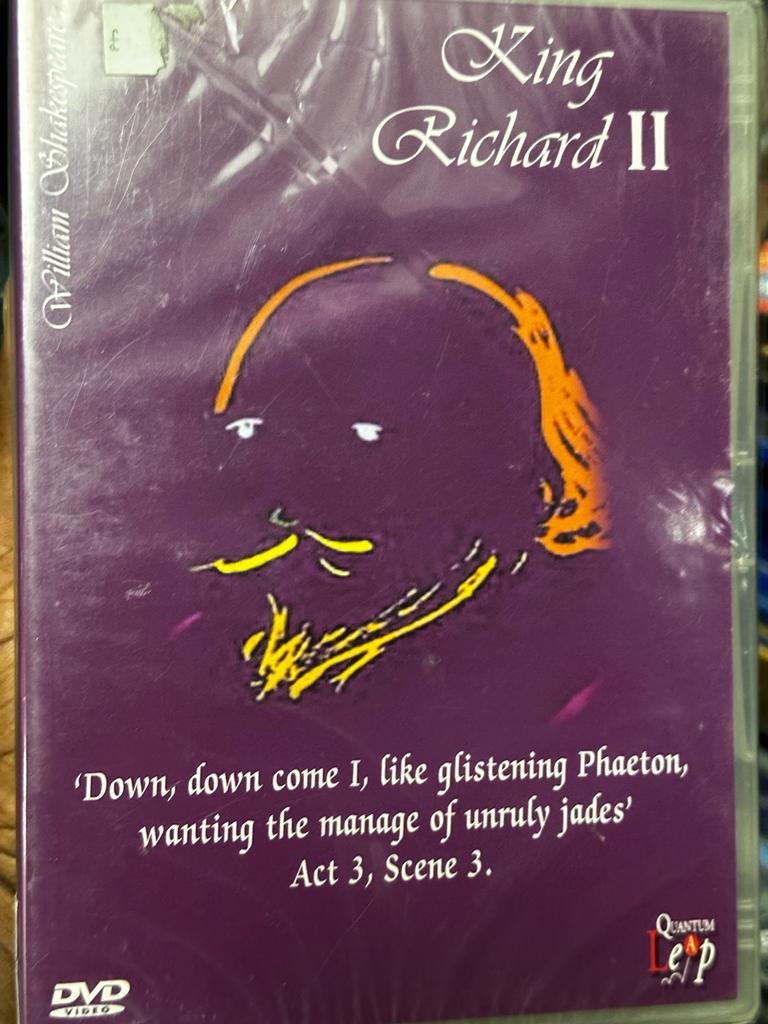 William Shakespeare
King
Richard II
'Down, down come I, like glistening Phaeton,
wanting the manage of unruly jades'
Act 3, Scene 3.
QUANTUM
LeAp
DVD
VIDEO